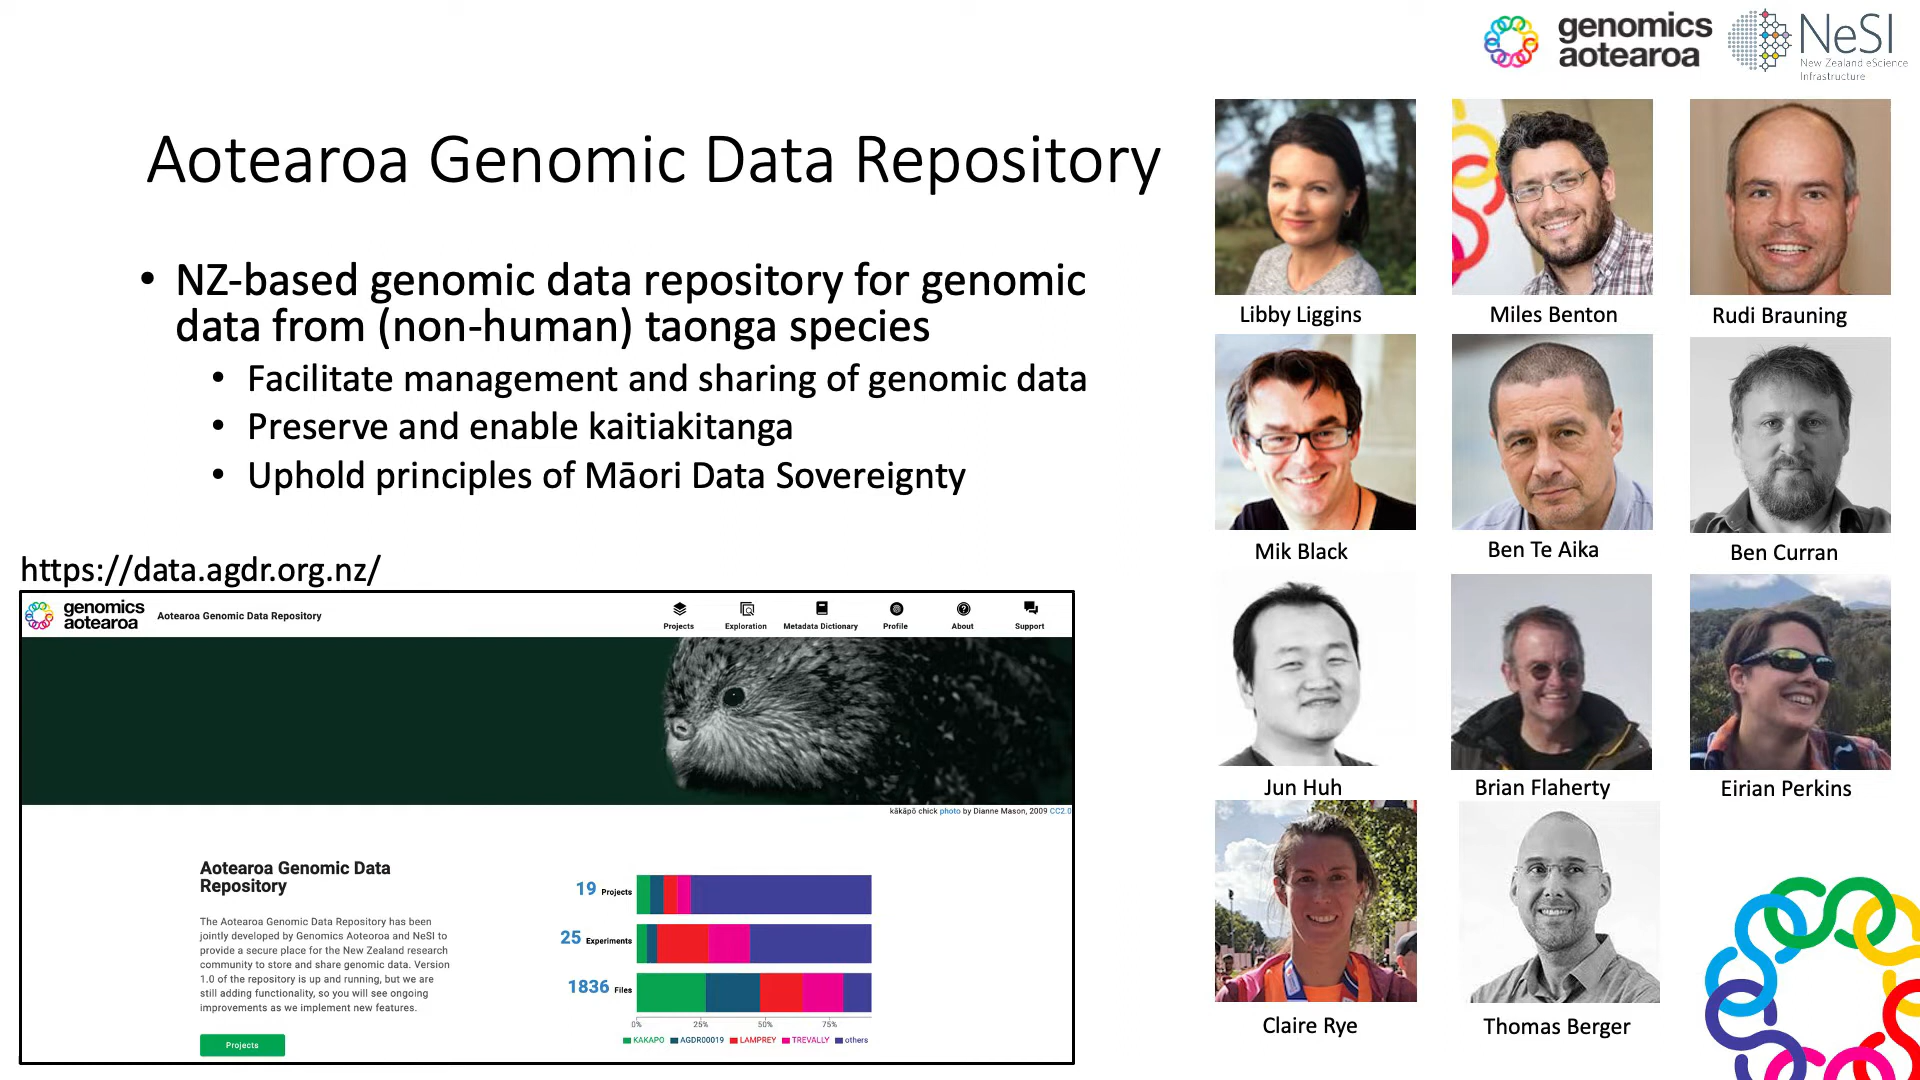 genomics
aotearoa
NeSI
New Zealand eScience
Infrastructure
Aotearoa Genomic Data Repository
• NZ-based genomic data repository for genomic
data from (non-human) taonga species
• Facilitate management and sharing of genomic data
• Preserve and enable kaitiakitanga
• Uphold principles of Māori Data Sovereignty
https://data.agdr.org.nz/
genomics
aotearoa
Aotearoa Genomic Data Repository
Projects
Exploration
Metadata Dictionary
Profile
About
Support
kākāpō chick photo by Dianne Mason, 2009 CC2.0
Aotearoa Genomic Data
Repository
The Aotearoa Genomic Data Repository has been
jointly developed by Genomics Aotearoa and NeSI to
provide a secure place for the New Zealand research
community to store and share genomic data. Version
1.0 of the repository is up and running, but we are
still adding functionality, so you will see ongoing
improvements as we implement new features.
Projects
19 Projects
25 Experiments
1836 Files
0% 25% 50% 75%
KAKAPO AGDR00019 LAMPREY TREVALLY others
Libby Liggins
Miles Benton
Rudi Brauning
Mik Black
Ben Te Aika
Ben Curran
Jun Huh
Brian Flaherty
Eirian Perkins
Claire Rye
Thomas Berger